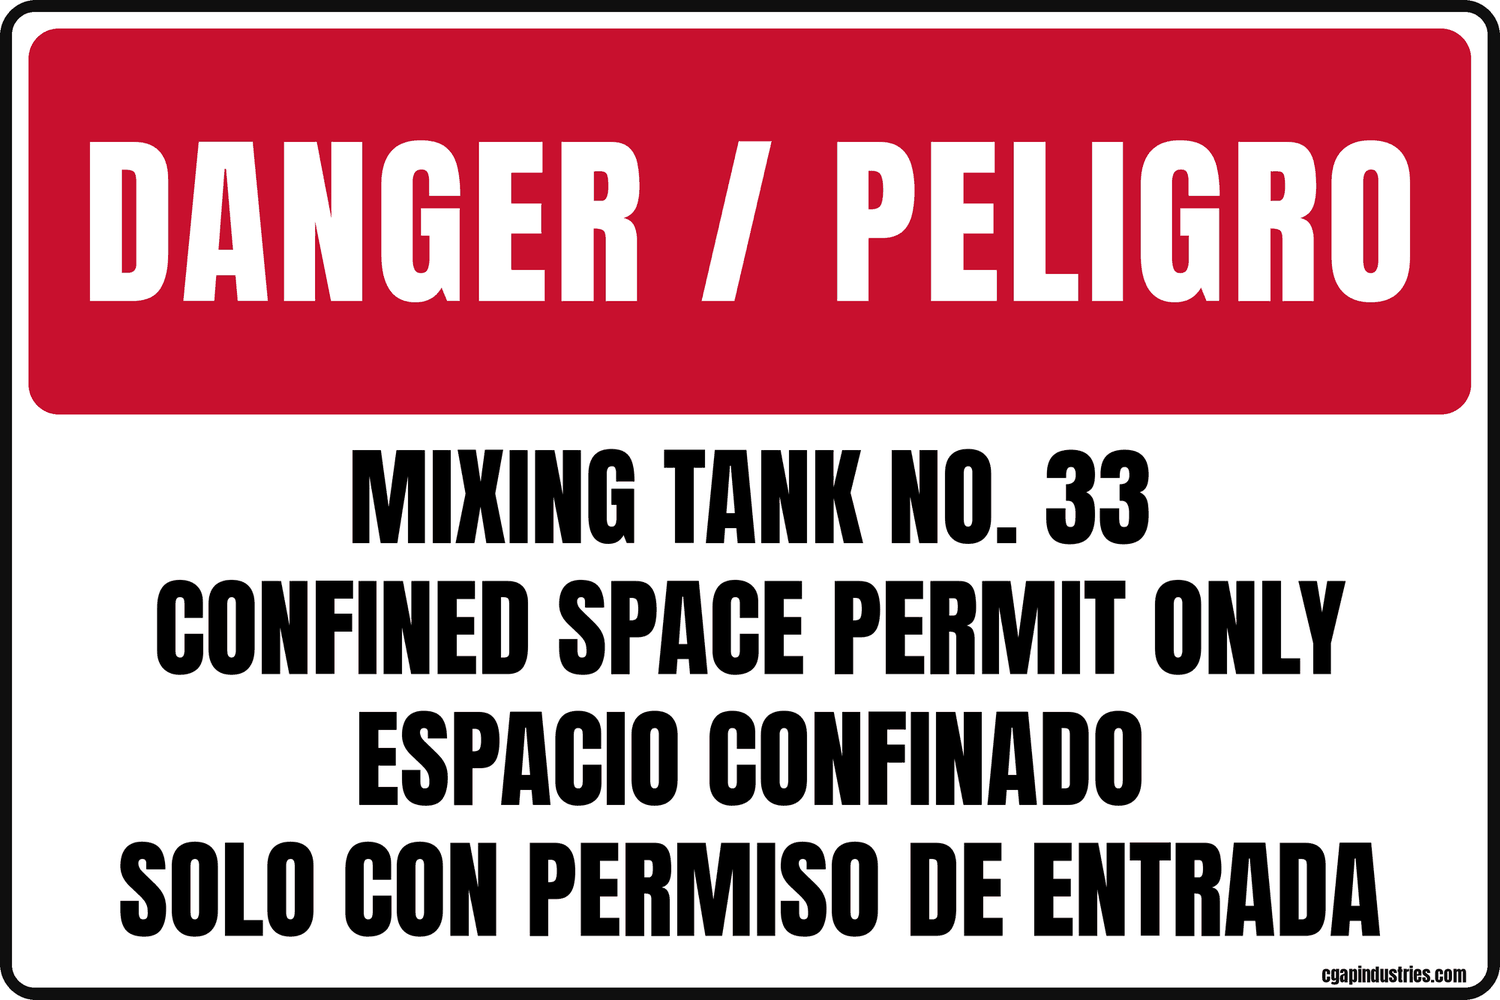 DANGER / PELIGRO
MIXING TANK NO. 33
CONFINED SPACE PERMIT ONLY
ESPACIO CONFINADO
SOLO CON PERMISO DE ENTRADA
cgapindustries.com